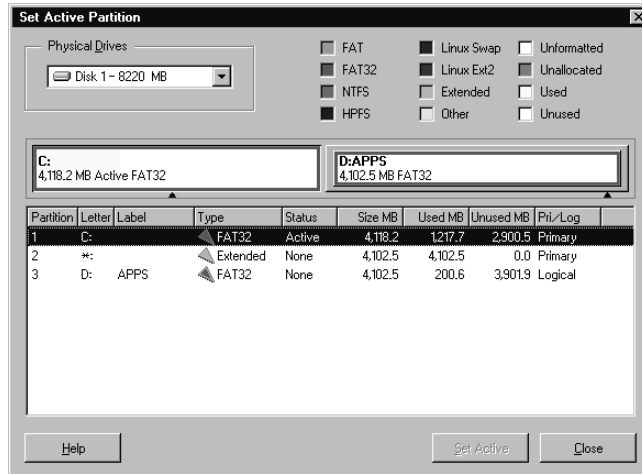 Set Active Partition
Physical Drives
Disk 1 - 8220 MB
FAT
FAT32
NTFS
HPFS
Linux Swap
Linux Ext2
Extended
Other
Unformatted
Unallocated
Used
Unused
C:
4,118.2 MB Active FAT32
D:APPS
4,102.5 MB FAT32
Partition Letter Label Type Status Size MB Used MB Unused MB Pri/Log
1 C: FAT32 Active 4,118.2 1,217.7 2,900.5 Primary
2 *: Extended None 4,102.5 4,102.5 0.0 Primary
3 D: APPS FAT32 None 4,102.5 200.6 3,901.9 Logical
Help Set Active Close